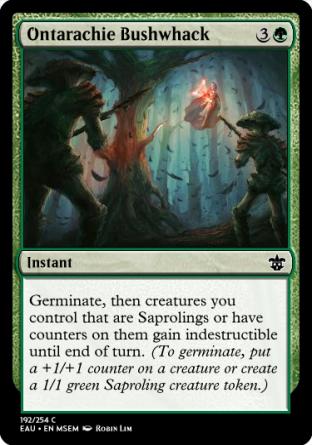 Ontarachie Bushwhack 3
Instant
Germinate, then creatures you
control that are Saprolings or have
counters on them gain indestructible
until end of turn. (To germinate, put
a +1/+1 counter on a creature or create
a 1/1 green Saproling creature token.)
192/254 C
EAU • EN MSEM Robin Lim